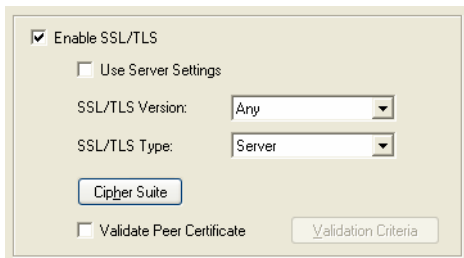 Enable SSL/TLS
Use Server Settings
SSL/TLS Version: Any
SSL/TLS Type: Server
Cipher Suite
Validate Peer Certificate Validation Criteria